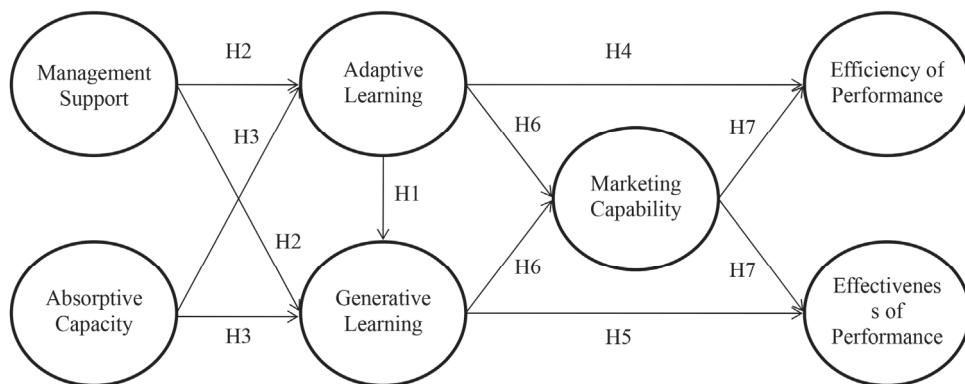 H2
H4
Management
Support
Adaptive
Learning
Efficiency of
Performance
H3
H6
H7
H1
Marketing
Capability
H2
H6
H7
Absorptive
Capacity
Generative
Learning
Effectivenes
s of
Performance
H3
H5